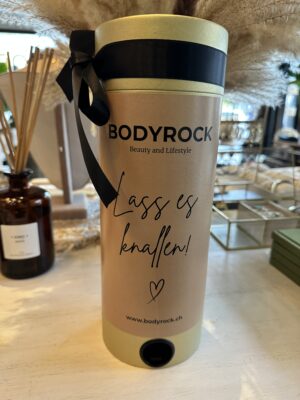 BODYROCK
Beauty and Lifestyle
Lass es
knallen!
www.bodyrock.ch